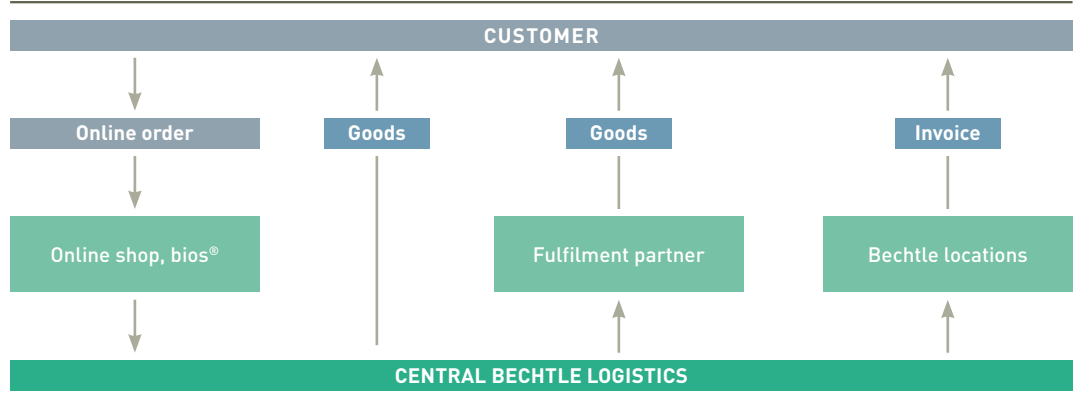 CUSTOMER
Online order
Goods
Goods
Invoice
Online shop, bios®
Fulfilment partner
Bechtle locations
CENTRAL BECHTLE LOGISTICS